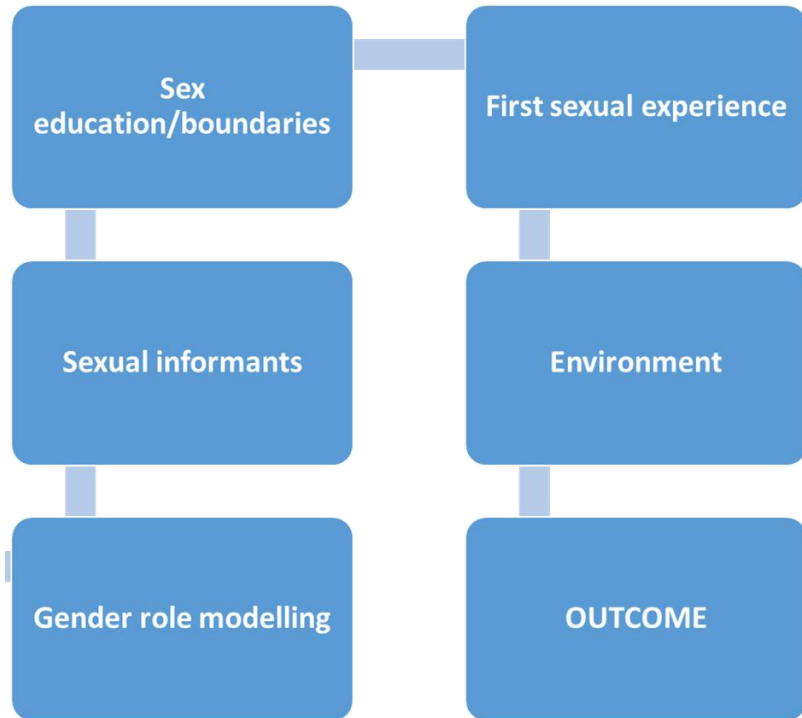 Sex
education/boundaries
First sexual experience
Sexual informants
Environment
Gender role modelling
OUTCOME